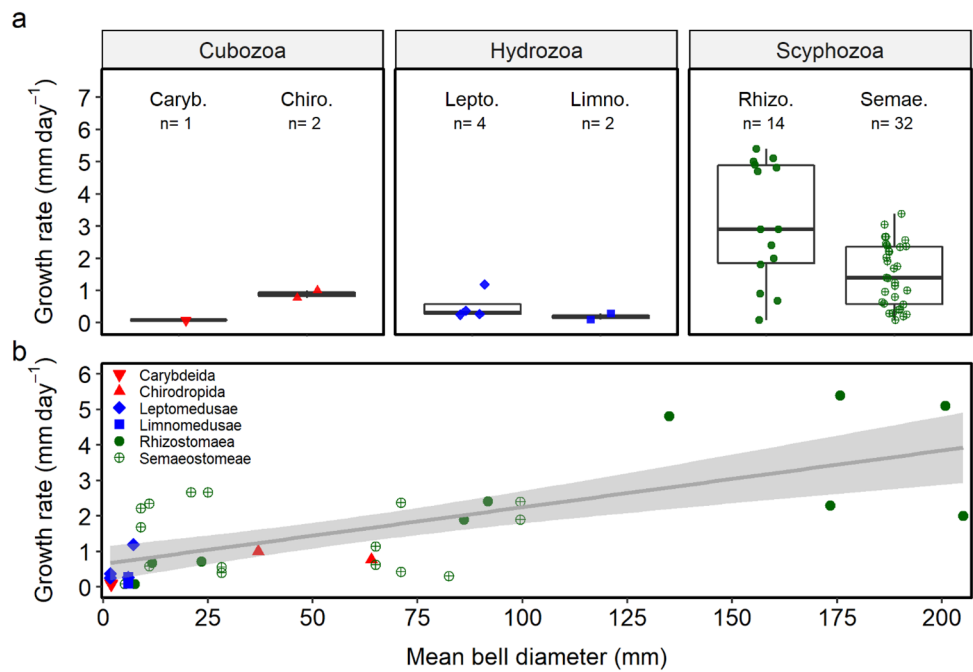 a
Cubozoa Hydrozoa Scyphozoa
Caryb. Chiro. Lepto. Limno. Rhizo. Semae.
n= 1 n= 2 n= 4 n= 2 n= 14 n= 32
Growth rate (mm day⁻¹)
7
6
5
4
3
2
1
0
b
Carybdeida
Chirodropida
Leptomedusae
Limnomedusae
Rhizostomaea
Semaeostomeae
Growth rate (mm day⁻¹)
6
5
4
3
2
1
0
0 25 50 75 100 125 150 175 200
Mean bell diameter (mm)